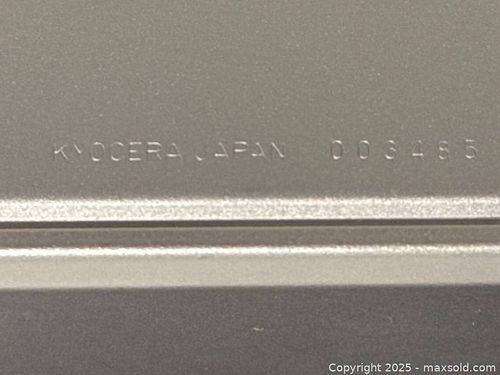 KYOCERA JAPAN 003485
Copyright 2025 - maxsold.com